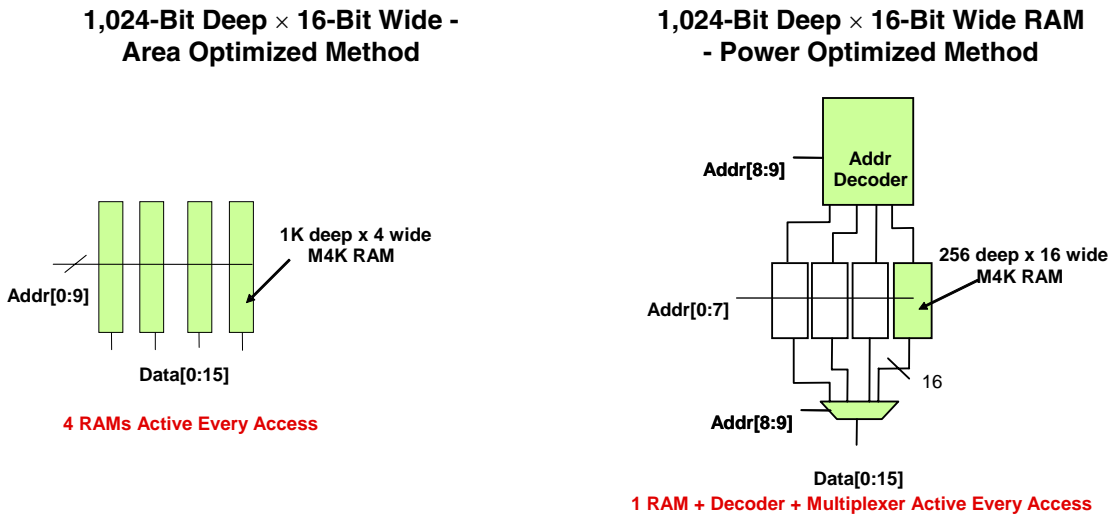 1,024-Bit Deep × 16-Bit Wide -
Area Optimized Method
1K deep x 4 wide
M4K RAM
Addr[0:9]
Data[0:15]
4 RAMs Active Every Access
1,024-Bit Deep × 16-Bit Wide RAM
- Power Optimized Method
Addr[8:9]
Addr
Decoder
256 deep x 16 wide
M4K RAM
Addr[0:7]
16
Addr[8:9]
Data[0:15]
1 RAM + Decoder + Multiplexer Active Every Access